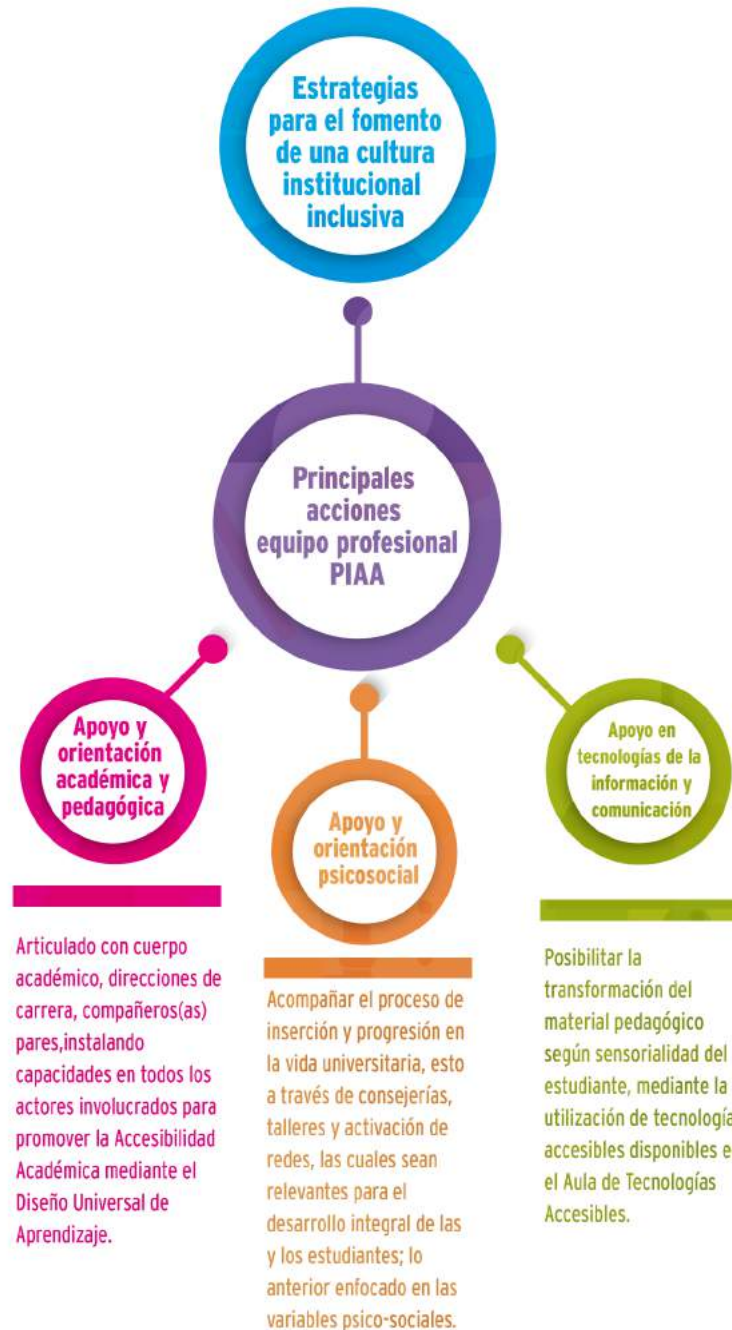 Estrategias
para el fomento
de una cultura
institucional
inclusiva
Principales
acciones
equipo profesional
PIAA
Apoyo y
orientación
académica y
pedagógica
Articulado con cuerpo
académico, direcciones de
carrera, compañeros(as)
pares,instalando
capacidades en todos los
actores involucrados para
promover la Accesibilidad
Académica mediante el
Diseño Universal de
Aprendizaje.
Apoyo y
orientación
psicosocial
Acompañar el proceso de
inserción y progresión en
la vida universitaria, esto
a través de consejerías,
talleres y activación de
redes, las cuales sean
relevantes para el
desarrollo integral de las
y los estudiantes; lo
anterior enfocado en las
variables psico-sociales.
Apoyo en
tecnologías de la
información y
comunicación
Posibilitar la
transformación del
material pedagógico
según sensorialidad del
estudiante, mediante la
utilización de tecnología
accesibles disponibles e
el Aula de Tecnologías
Accesibles.